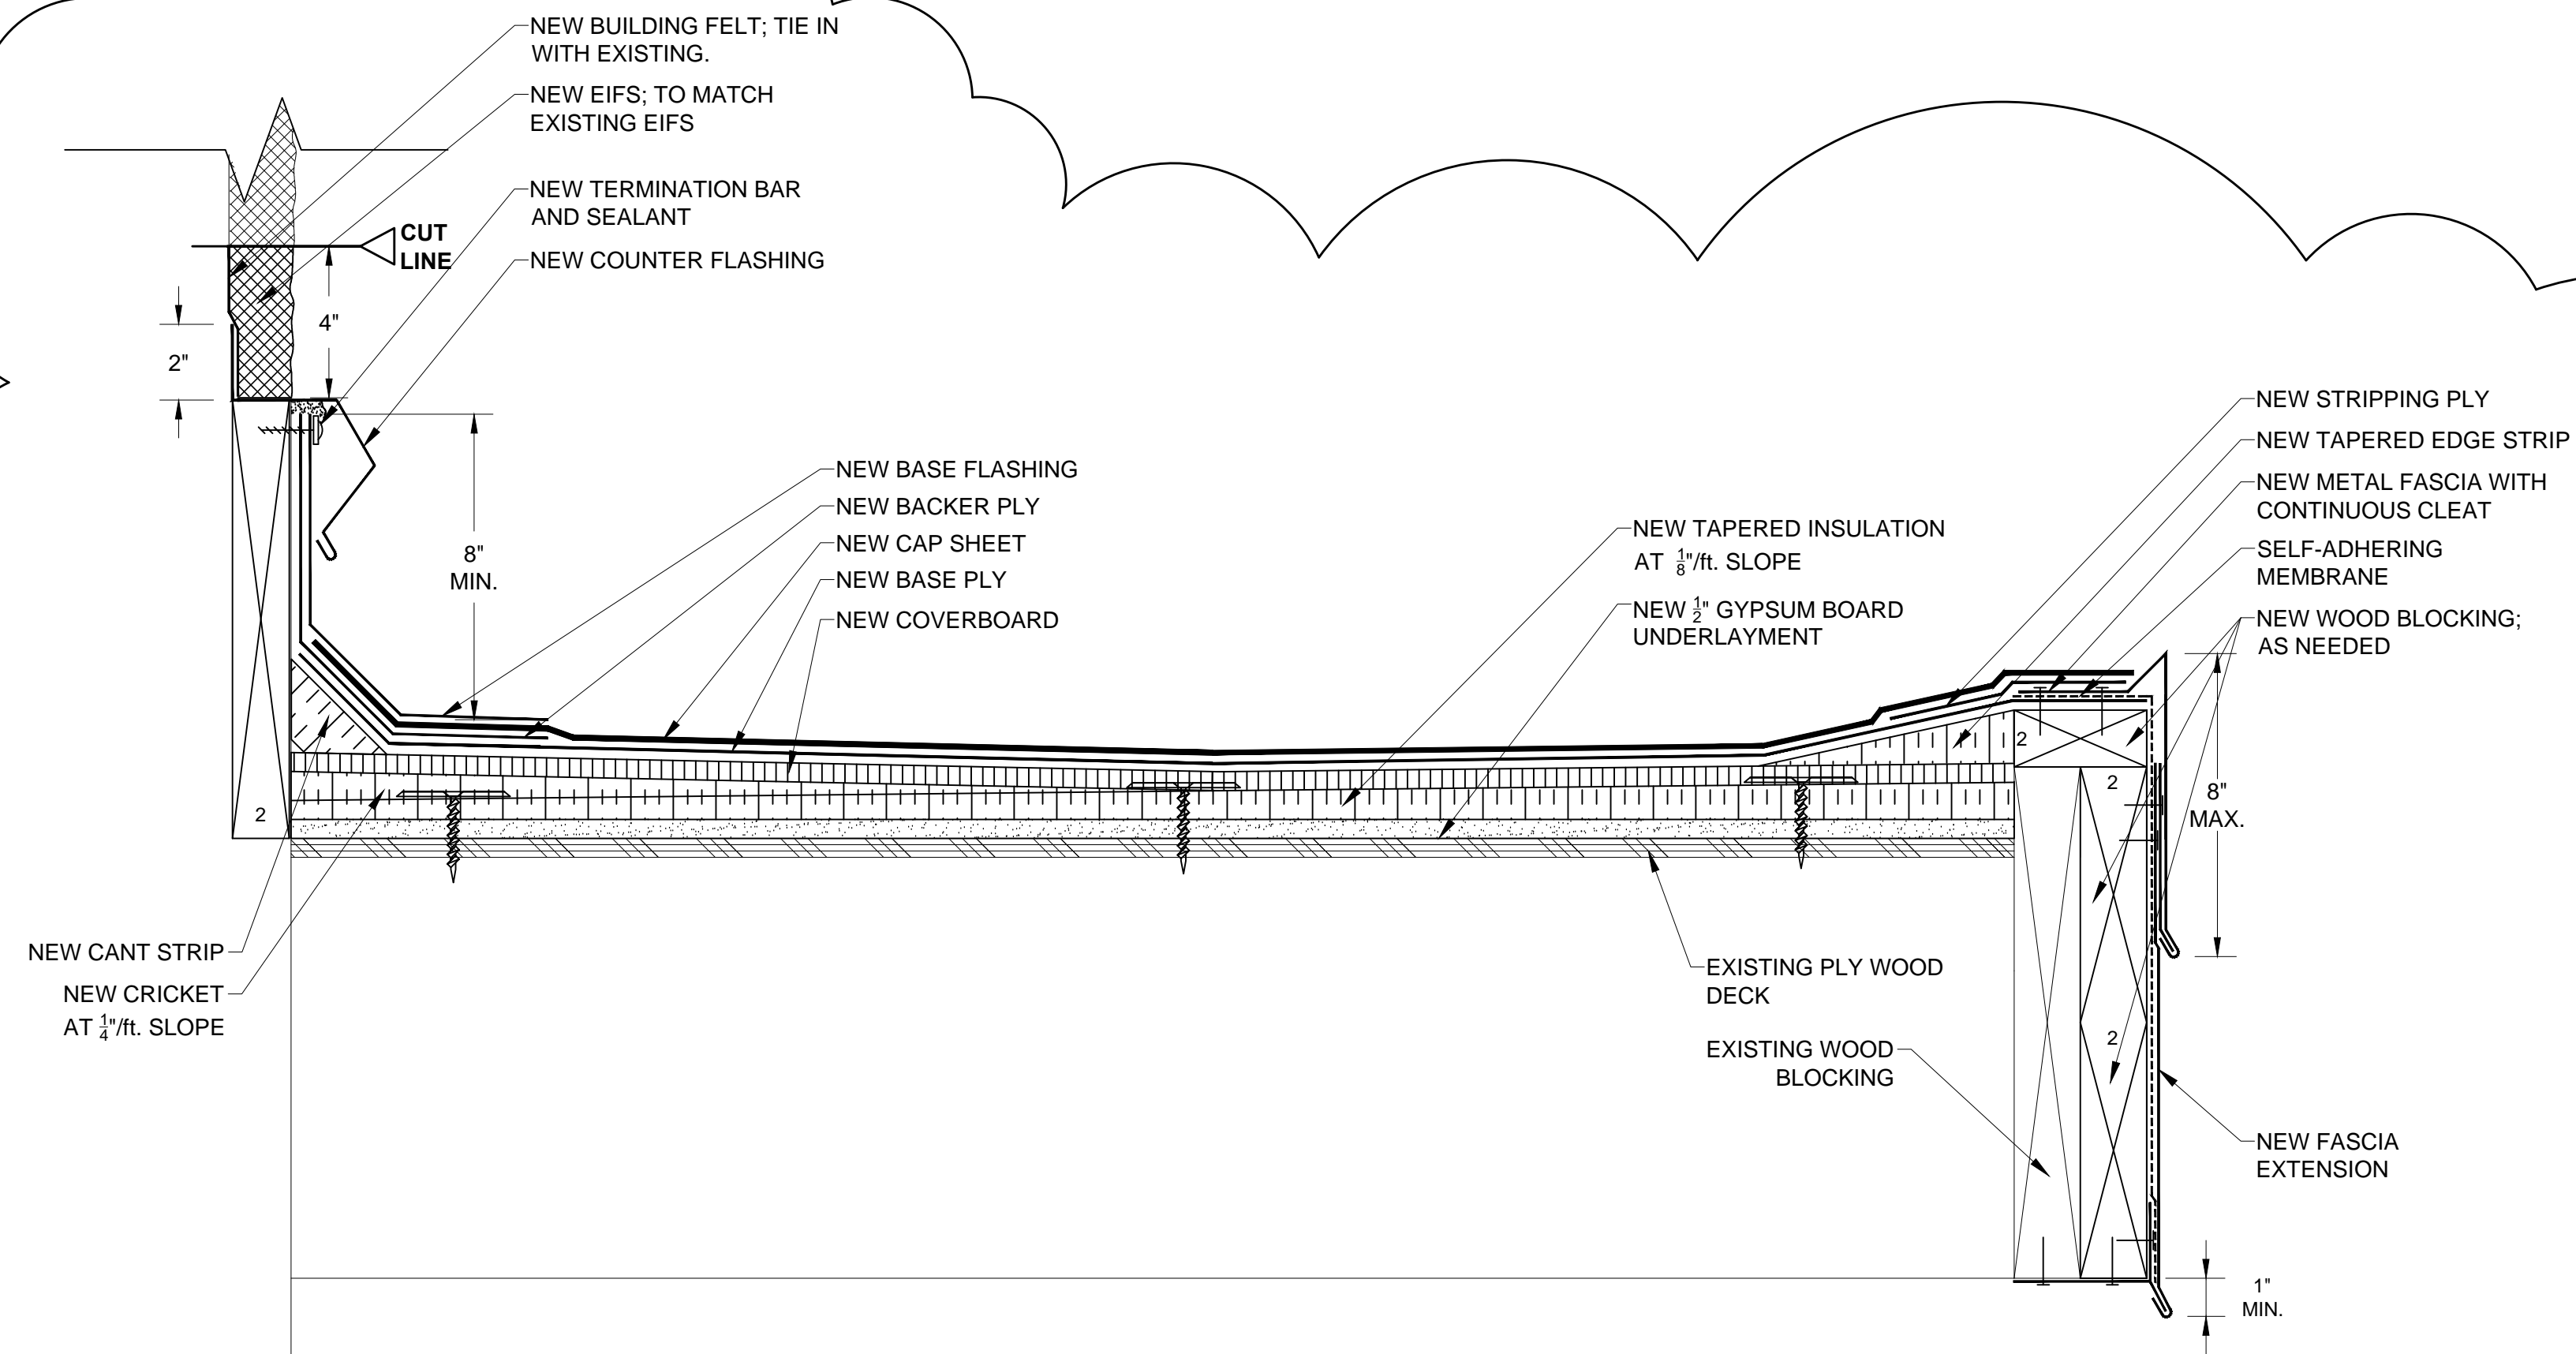 NEW BUILDING FELT; TIE IN
WITH EXISTING.
NEW EIFS; TO MATCH
EXISTING EIFS
NEW TERMINATION BAR
AND SEALANT
CUT
LINE
NEW COUNTER FLASHING
4"
2"
8"
MIN.
NEW BASE FLASHING
NEW BACKER PLY
NEW CAP SHEET
NEW BASE PLY
NEW COVERBOARD
NEW TAPERED INSULATION
AT 1/8"/ft. SLOPE
NEW 1/2" GYPSUM BOARD
UNDERLAYMENT
NEW STRIPPING PLY
NEW TAPERED EDGE STRIP
NEW METAL FASCIA WITH
CONTINUOUS CLEAT
SELF-ADHERING
MEMBRANE
NEW WOOD BLOCKING;
AS NEEDED
2
2
2
8"
MAX.
2
NEW CANT STRIP
NEW CRICKET
AT 1/4"/ft. SLOPE
EXISTING PLY WOOD
DECK
EXISTING WOOD
BLOCKING
NEW FASCIA
EXTENSION
1"
MIN.